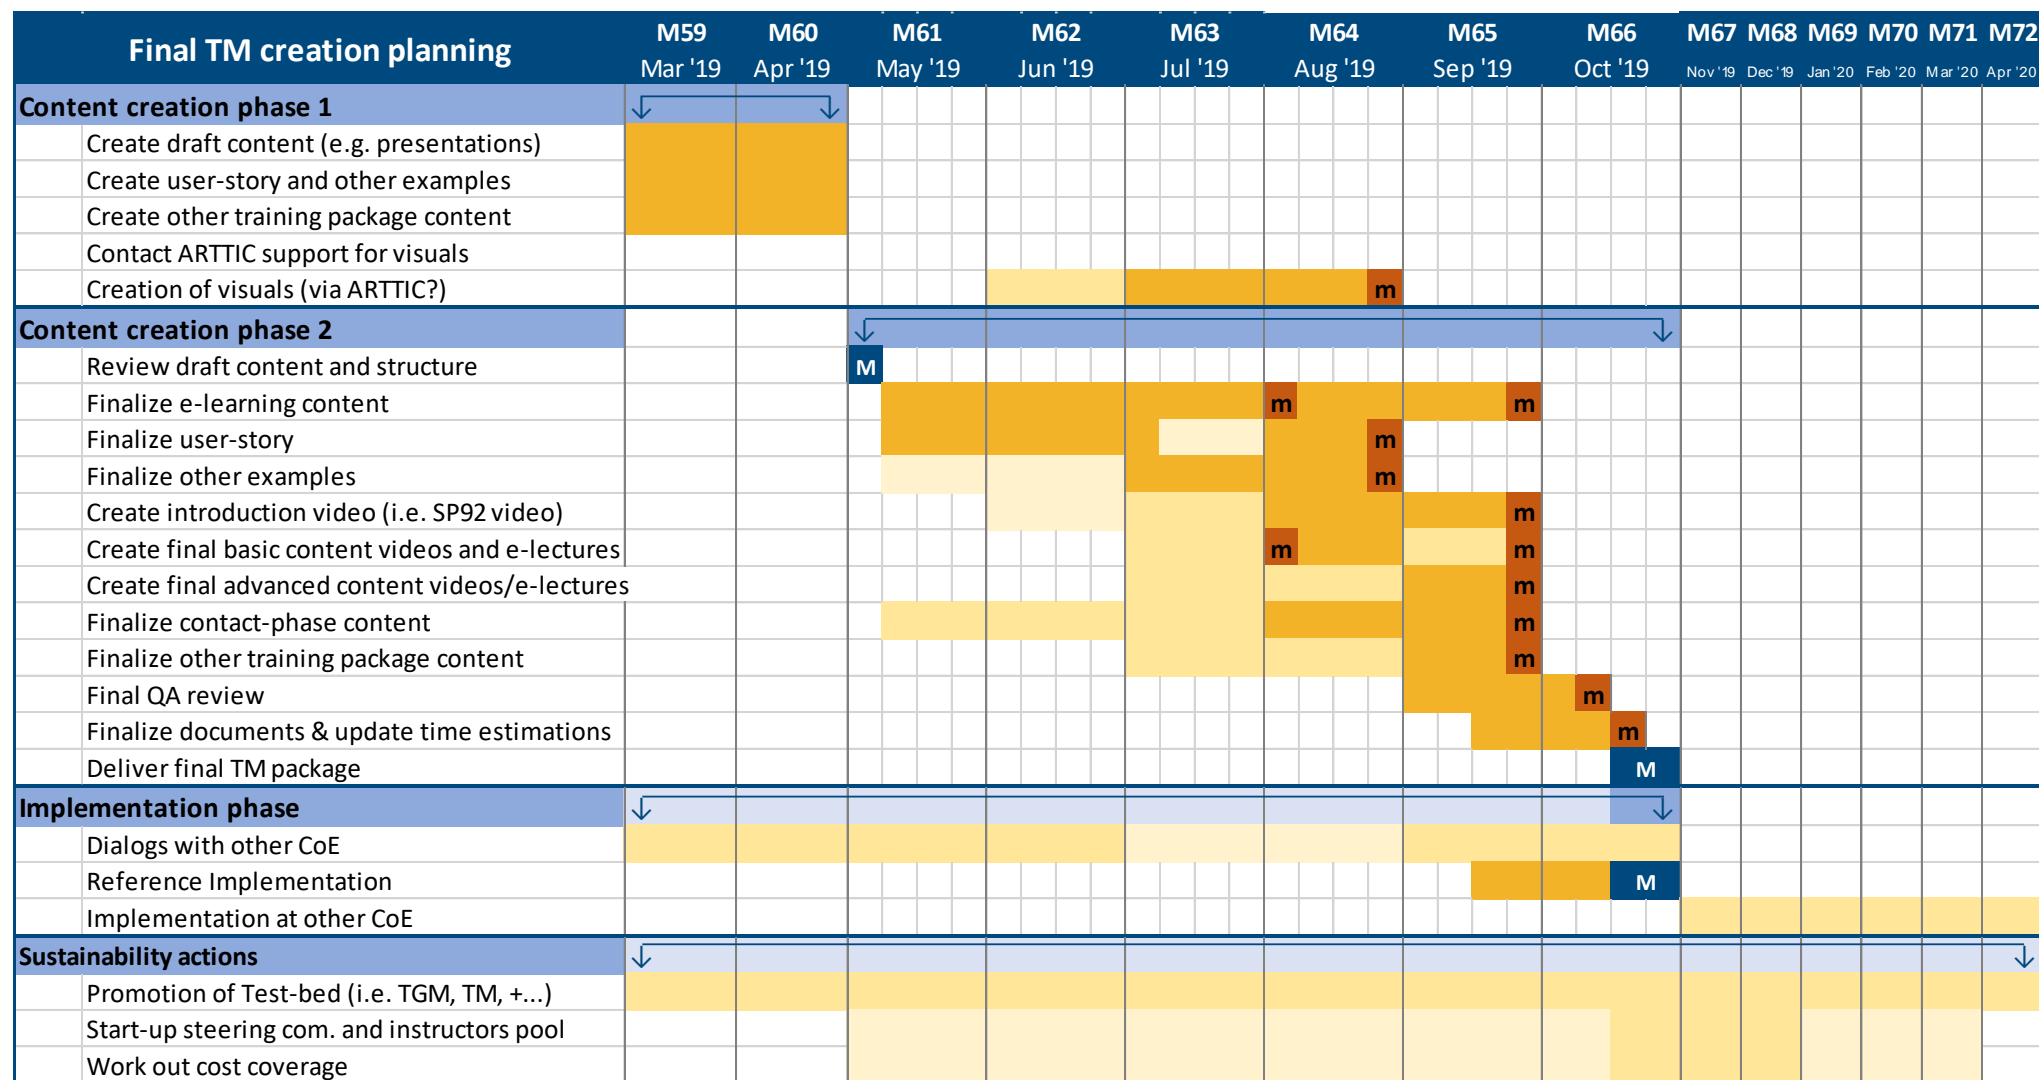 Final TM creation planning M59 M60 M61 M62 M63 M64 M65 M66 M67 M68 M69 M70 M71 M72
Mar '19 Apr '19 May '19 Jun '19 Jul '19 Aug '19 Sep '19 Oct '19 Nov '19 Dec '19 Jan '20 Feb '20 Mar '20 Apr '20
Content creation phase 1
Create draft content (e.g. presentations)
Create user-story and other examples
Create other training package content
Contact ARTTIC support for visuals
Creation of visuals (via ARTTIC?) m
Content creation phase 2
Review draft content and structure M
Finalize e-learning content m m
Finalize user-story m
Finalize other examples m
Create introduction video (i.e. SP92 video) m
Create final basic content videos and e-lectures m m
Create final advanced content videos/e-lectures m
Finalize contact-phase content m
Finalize other training package content m
Final QA review m
Finalize documents & update time estimations m
Deliver final TM package M
Implementation phase
Dialogs with other CoE
Reference Implementation M
Implementation at other CoE
Sustainability actions
Promotion of Test-bed (i.e. TGM, TM, +...)
Start-up steering com. and instructors pool
Work out cost coverage